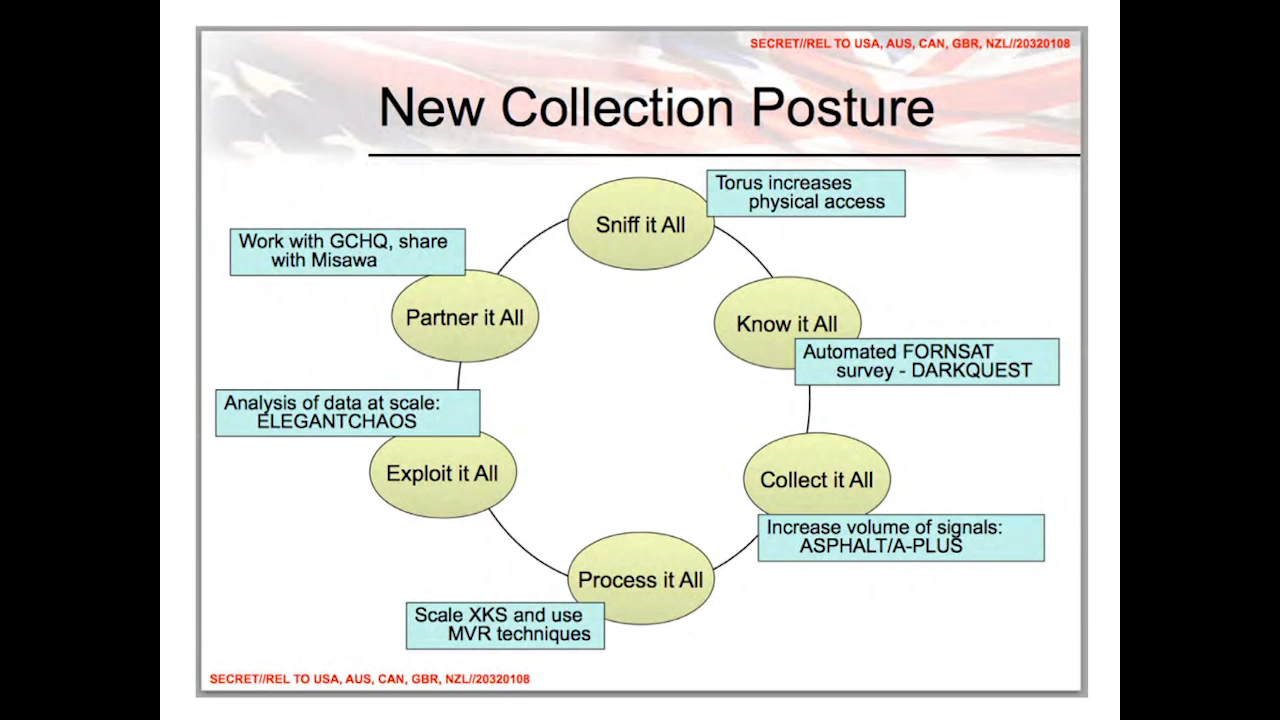 SECRET//REL TO USA, AUS, CAN, GBR, NZL//20320108
New Collection Posture
Sniff it All
Torus increases
physical access
Know it All
Automated FORNSAT
survey - DARKQUEST
Collect it All
Increase volume of signals:
ASPHALT/A-PLUS
Process it All
Scale XKS and use
MVR techniques
Exploit it All
Analysis of data at scale:
ELEGANTCHAOS
Partner it All
Work with GCHQ, share
with Misawa
SECRET//REL TO USA, AUS, CAN, GBR, NZL//20320108